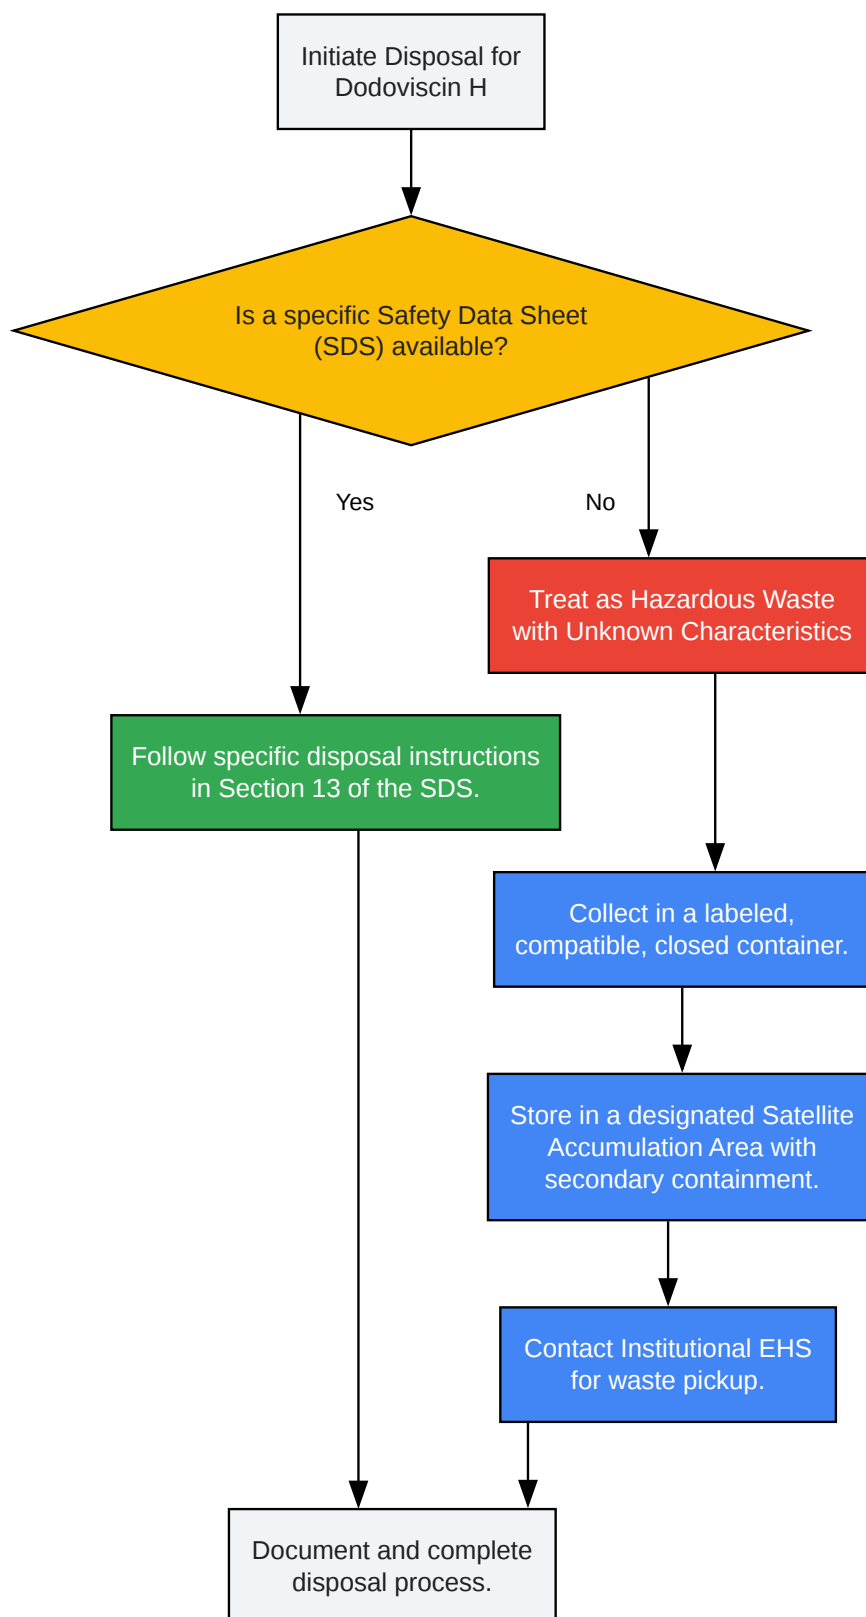 Initiate Disposal for
Dodoviscin H
Is a specific Safety Data Sheet
(SDS) available?
Yes
No
Treat as Hazardous Waste
with Unknown Characteristics
Follow specific disposal instructions
in Section 13 of the SDS.
Collect in a labeled,
compatible, closed container.
Store in a designated Satellite
Accumulation Area with
secondary containment.
Contact Institutional EHS
for waste pickup.
Document and complete
disposal process.